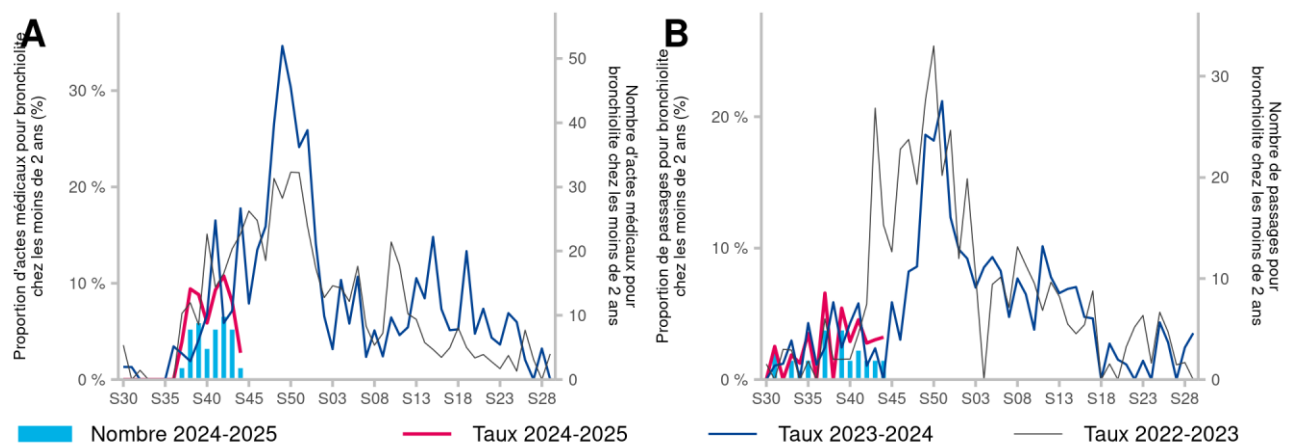 A
Proportion d'actes médicaux pour bronchiolite
chez les moins de 2 ans (%)
30 %
20 %
10 %
0 %
50
40
30
20
10
0
Nombre d'actes médicaux pour
bronchiolite chez les moins de 2 ans
S30 S35 S40 S45 S50 S03 S08 S13 S18 S23 S28
B
Proportion de passages pour bronchiolite
chez les moins de 2 ans (%)
20 %
10 %
0 %
30
20
10
0
Nombre de passages pour
bronchiolite chez les moins de 2 ans
S30 S35 S40 S45 S50 S03 S08 S13 S18 S23 S28
Nombre 2024-2025 Taux 2024-2025 Taux 2023-2024 Taux 2022-2023